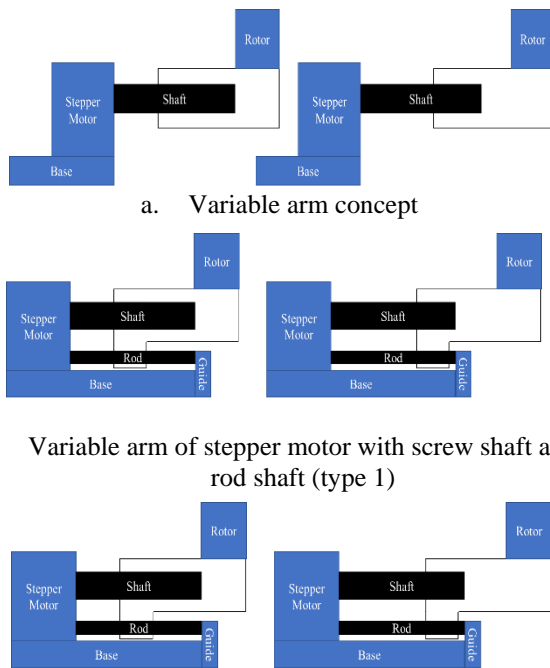 Rotor
Rotor
Stepper
Motor
Shaft
Stepper
Motor
Shaft
Base
Base
a. Variable arm concept
Rotor
Rotor
Stepper
Motor
Shaft
Stepper
Motor
Shaft
Rod
Guide
Rod
Guide
Base
Base
Variable arm of stepper motor with screw shaft a
rod shaft (type 1)
Rotor
Rotor
Stepper
Motor
Shaft
Stepper
Motor
Shaft
Rod
Guide
Rod
Guide
Base
Base